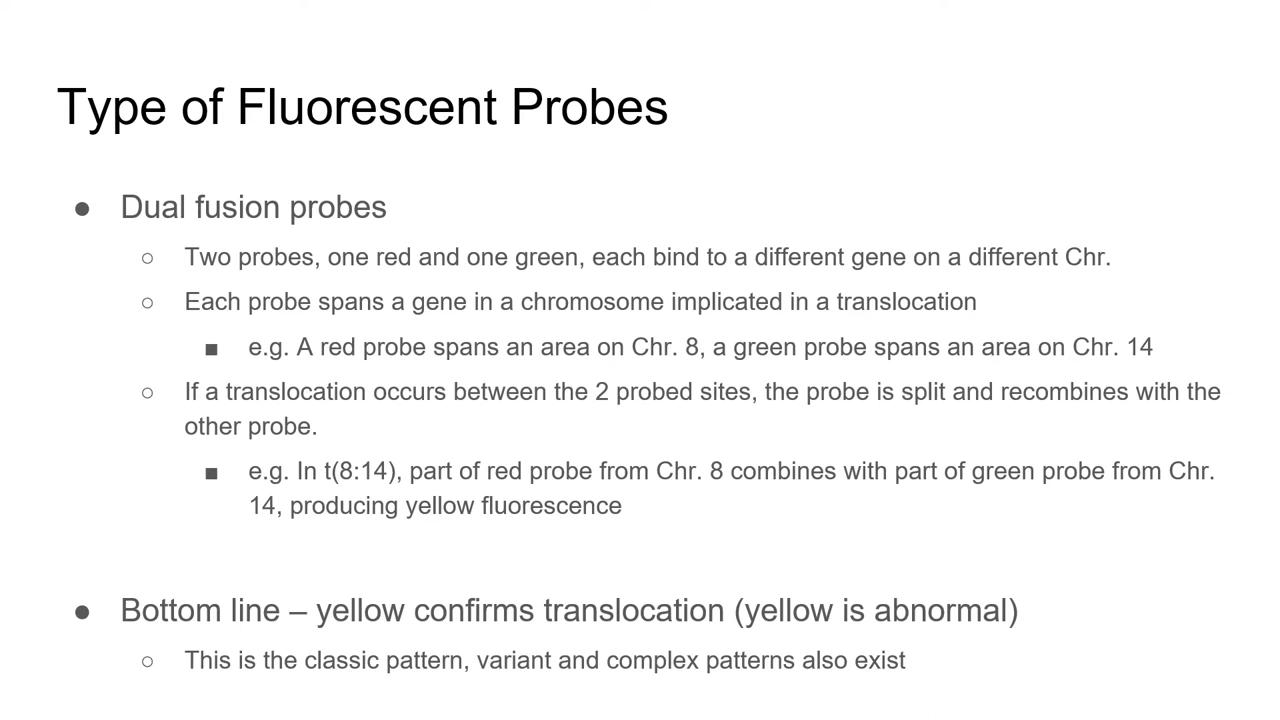 Type of Fluorescent Probes
● Dual fusion probes
○ Two probes, one red and one green, each bind to a different gene on a different Chr.
○ Each probe spans a gene in a chromosome implicated in a translocation
■ e.g. A red probe spans an area on Chr. 8, a green probe spans an area on Chr. 14
○ If a translocation occurs between the 2 probed sites, the probe is split and recombines with the
other probe.
■ e.g. In t(8:14), part of red probe from Chr. 8 combines with part of green probe from Chr.
14, producing yellow fluorescence
● Bottom line – yellow confirms translocation (yellow is abnormal)
○ This is the classic pattern, variant and complex patterns also exist